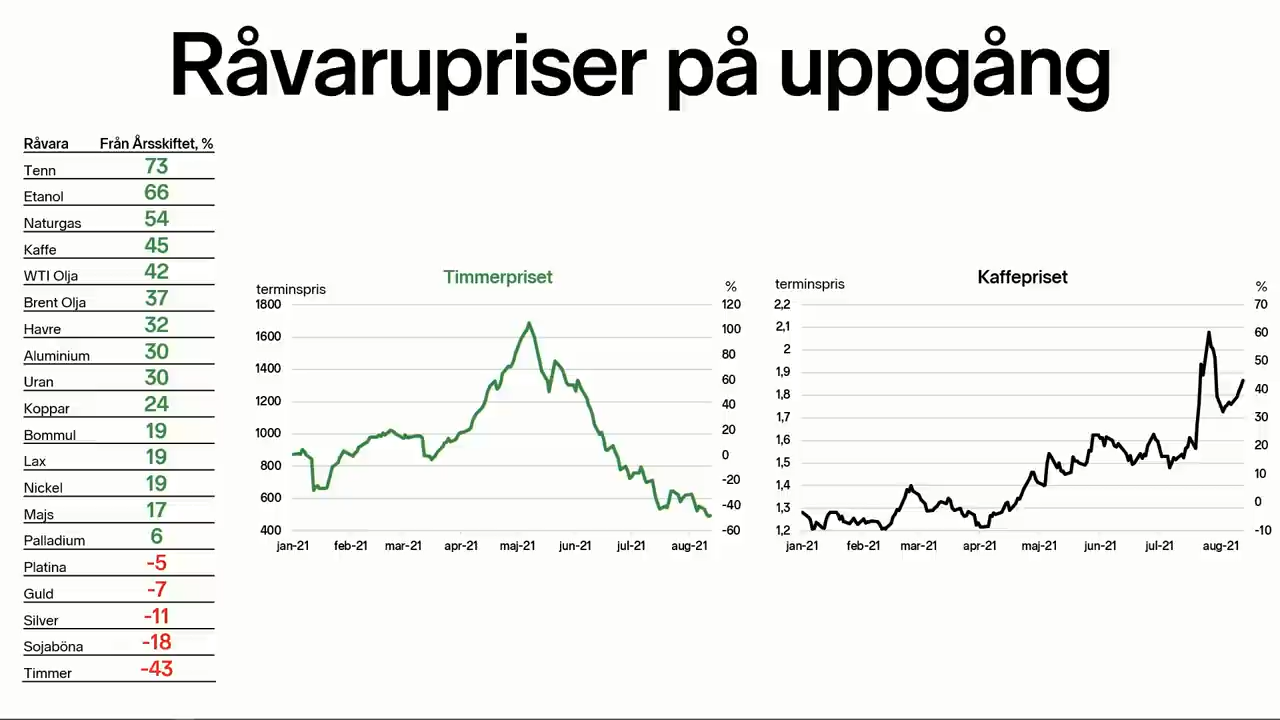 Råvarupriser på uppgång
Råvara Från Årsskiftet, %
Tenn 73
Etanol 66
Naturgas 54
Kaffe 45
WTI Olja 42
Brent Olja 37
Havre 32
Aluminium 30
Uran 30
Koppar 24
Bommul 19
Lax 19
Nickel 19
Majs 17
Palladium 6
Platina -5
Guld -7
Silver -11
Sojaböna -18
Timmer -43
Timmerpriset
terminspris %
1800 120
1600 100
1400 80
1200 60
1000 40
800 20
600 0
400 -20
-40
-60
jan-21 feb-21 mar-21 apr-21 maj-21 jun-21 jul-21 aug-21
Kaffepriset
terminspris %
2,2 70
2,1 60
2 50
1,9 40
1,8 30
1,7 20
1,6 10
1,5 0
1,4 -10
1,3
1,2
jan-21 feb-21 mar-21 apr-21 maj-21 jun-21 jul-21 aug-21